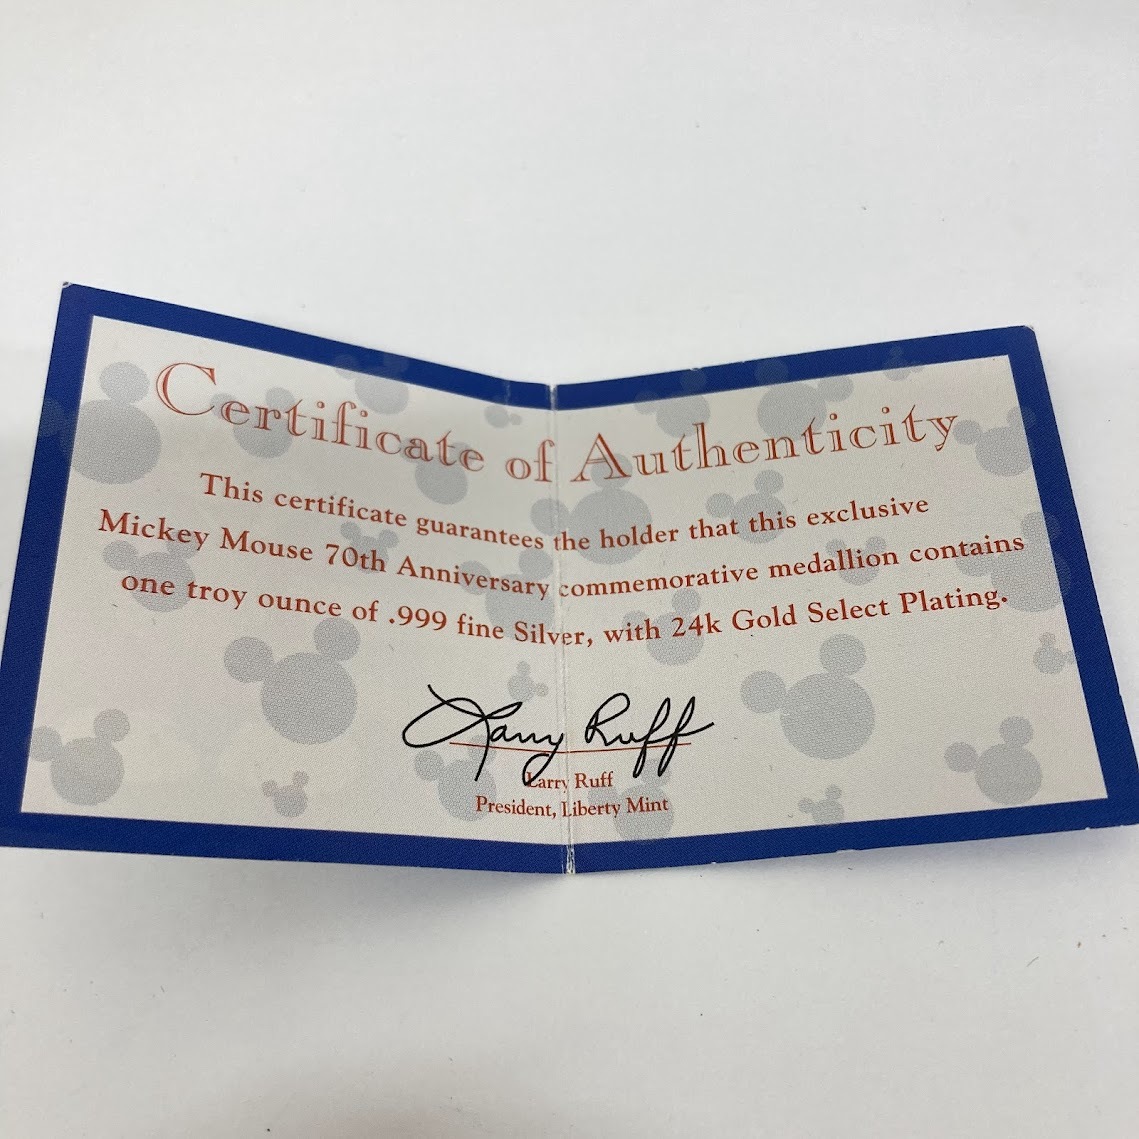 Certificate of Authenticity
This certificate guarantees the holder that this exclusive
Mickey Mouse 70th Anniversary commemorative medallion contains
one troy ounce of .999 fine Silver, with 24k Gold Select Plating.
Larry Ruff
Larry Ruff
President, Liberty Mint